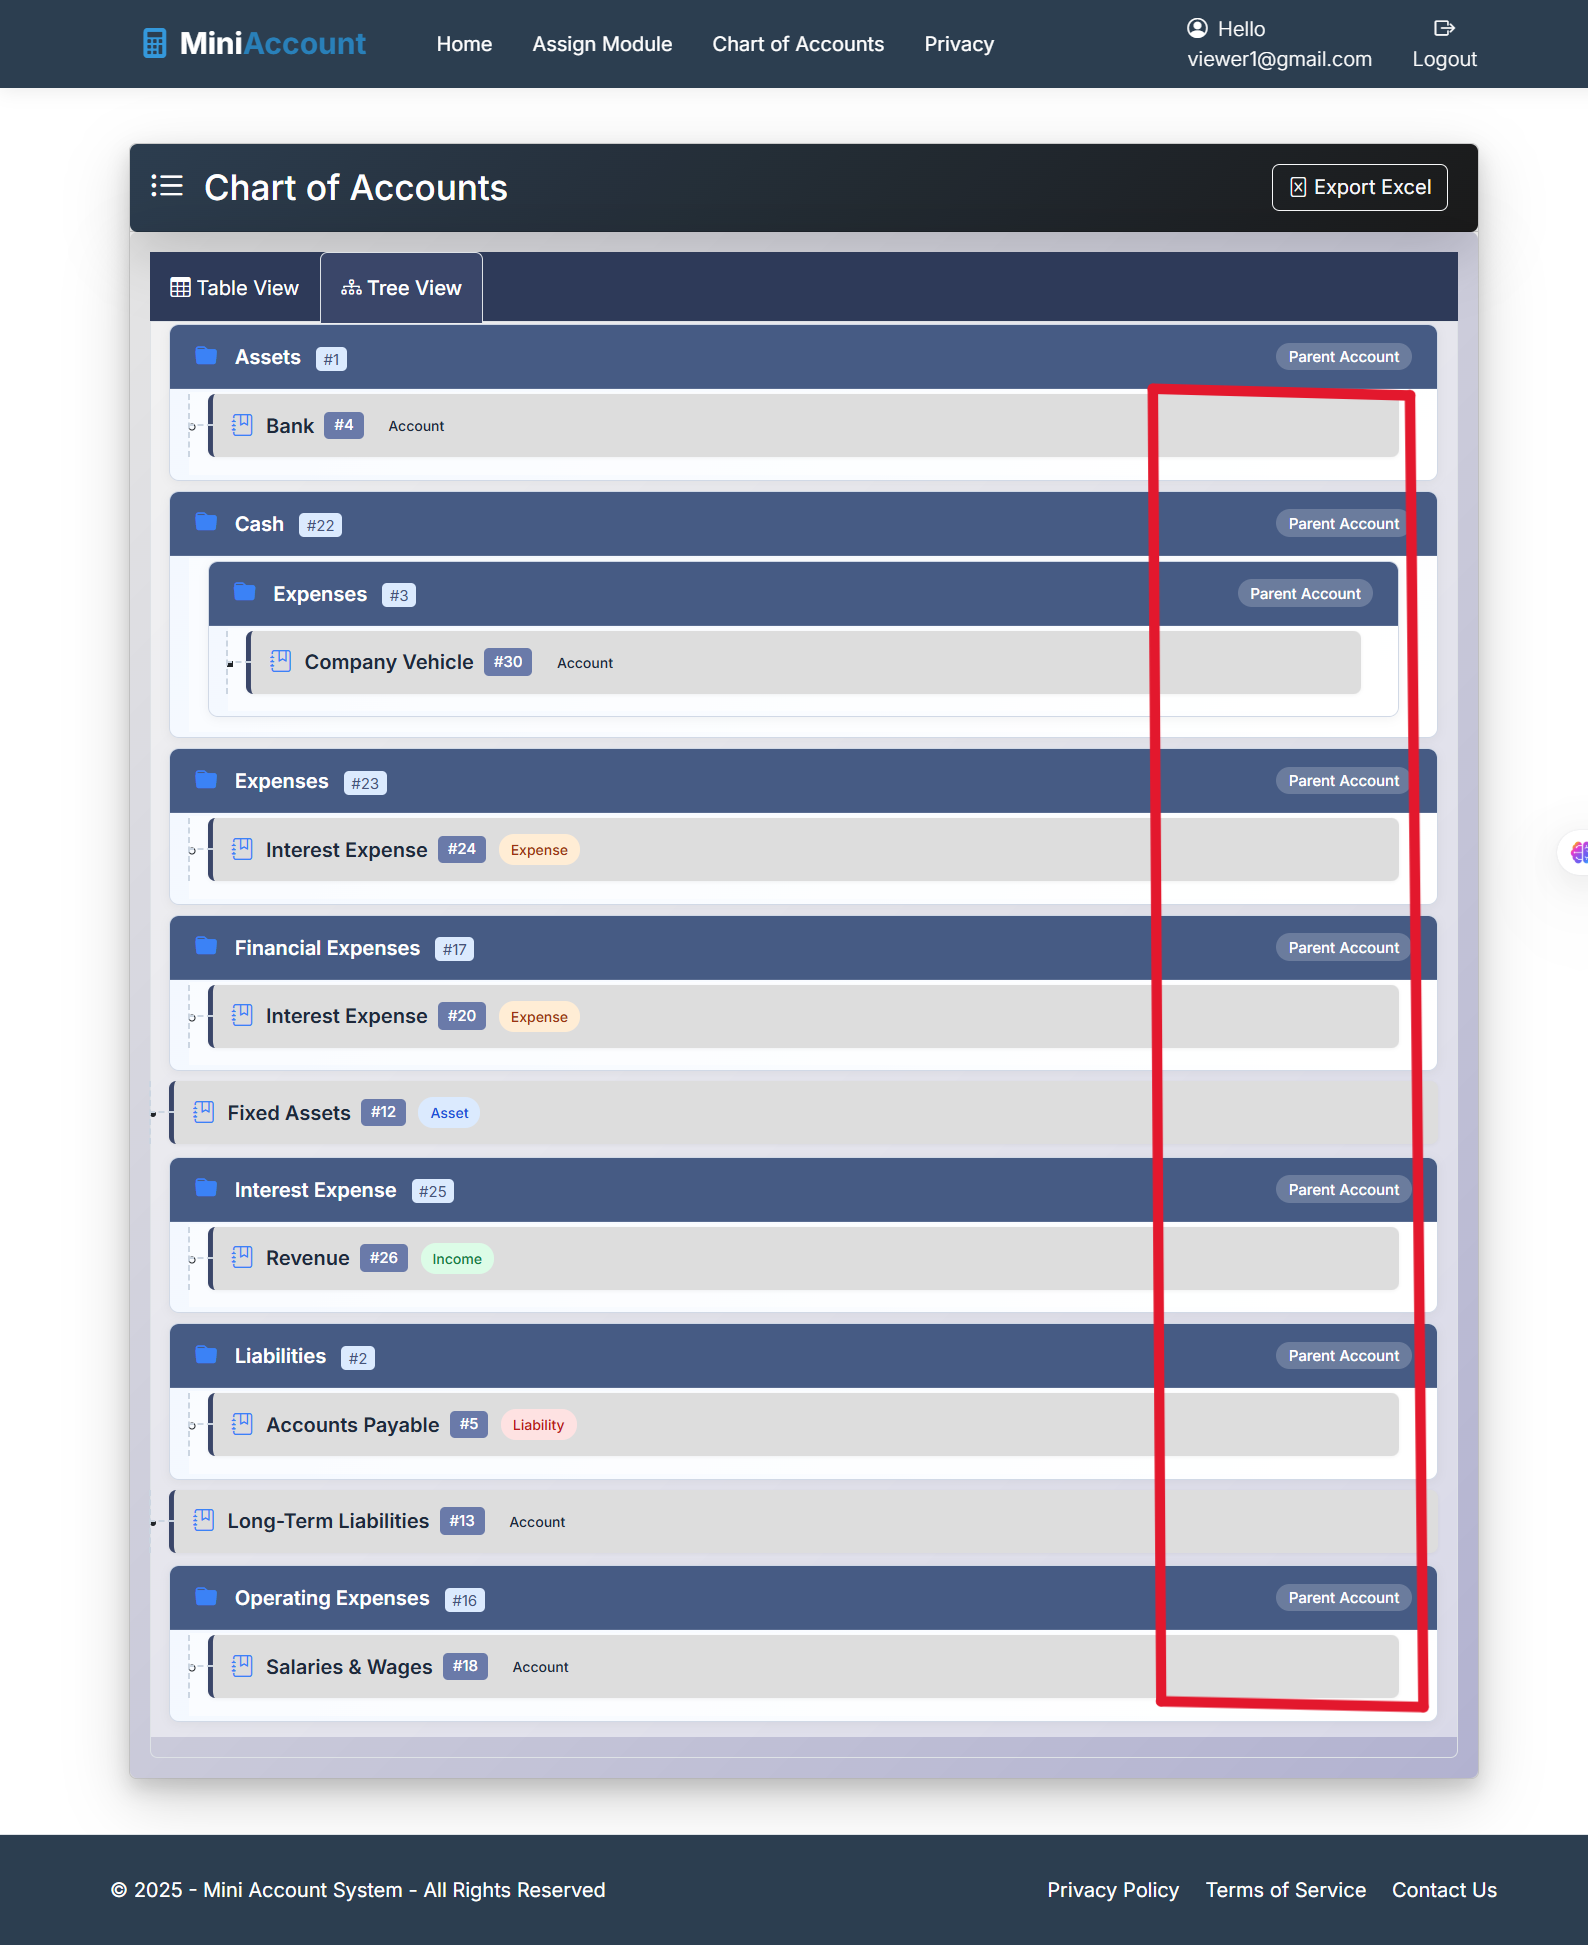 MiniAccount
Home
Assign Module
Chart of Accounts
Privacy
Hello
viewer1@gmail.com
Logout
Chart of Accounts
Export Excel
Table View
Tree View
Assets #1 Parent Account
Bank #4 Account
Cash #22 Parent Account
Expenses #3 Parent Account
Company Vehicle #30 Account
Expenses #23 Parent Account
Interest Expense #24 Expense
Financial Expenses #17 Parent Account
Interest Expense #20 Expense
Fixed Assets #12 Asset
Interest Expense #25 Parent Account
Revenue #26 Income
Liabilities #2 Parent Account
Accounts Payable #5 Liability
Long-Term Liabilities #13 Account
Operating Expenses #16 Parent Account
Salaries & Wages #18 Account
© 2025 - Mini Account System - All Rights Reserved
Privacy Policy
Terms of Service
Contact Us